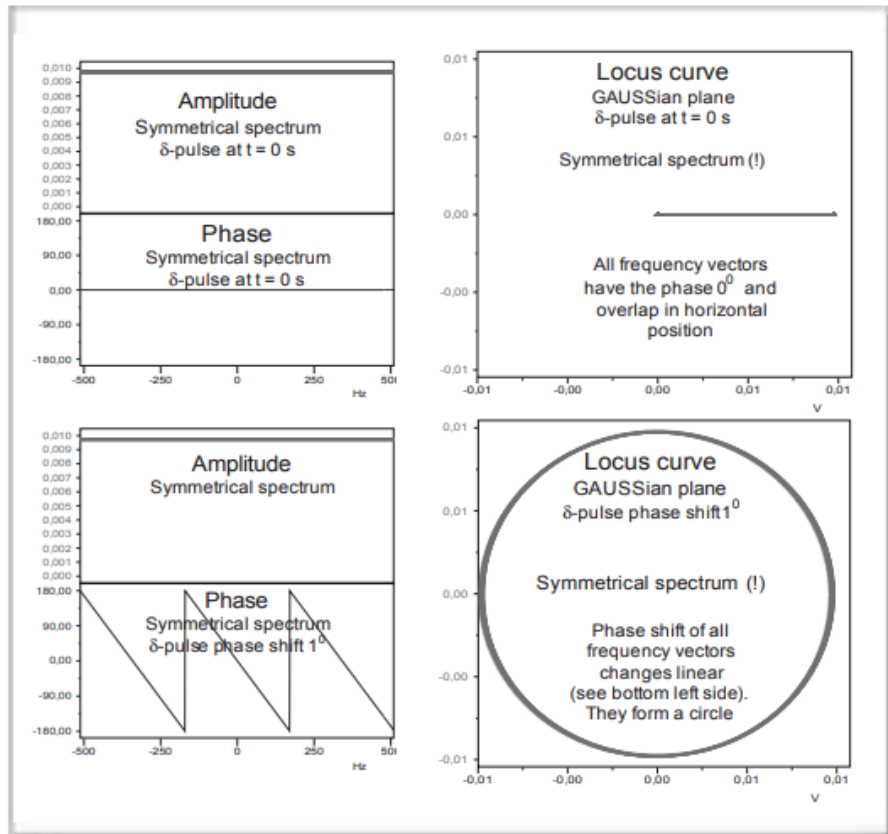 0,010
0,009
0,008
0,007
0,006
0,005
0,004
0,003
0,002
0,001
0,000
Amplitude
Symmetrical spectrum
δ-pulse at t = 0 s
180,00
90,00
0,00
-90,00
-180,00
Phase
Symmetrical spectrum
δ-pulse at t = 0 s
-500
-250
0
250
50
Hz
0,01
0,01
0,00
-0,00
-0,01
Locus curve
GAUSSian plane
δ-pulse at t = 0 s
Symmetrical spectrum (!)
All frequency vectors
have the phase 0⁰ and
overlap in horizontal
position
-0,01
-0,00
0,00
0,01
0,01
V
0,010
0,009
0,008
0,007
0,006
0,005
0,004
0,003
0,002
0,001
0,000
Amplitude
Symmetrical spectrum
180,00
90,00
0,00
-90,00
-180,00
Phase
Symmetrical spectrum
δ-pulse phase shift 1⁰
-500
-250
0
250
50
Hz
0,01
0,01
0,00
-0,00
-0,01
Locus curve
GAUSSian plane
δ-pulse phase shift1⁰
Symmetrical spectrum (!)
Phase shift of all
frequency vectors
changes linear
(see bottom left side).
They form a circle
-0,01
-0,00
0,00
0,01
0,01
V